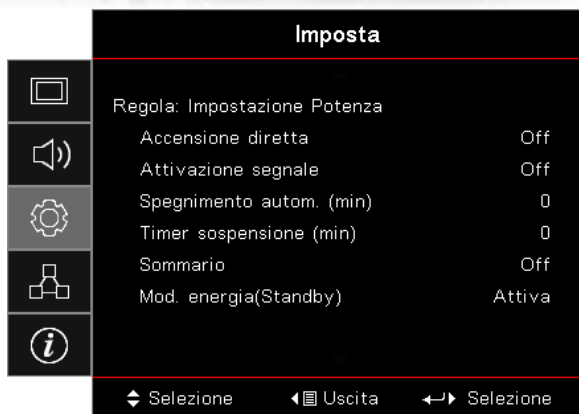 Imposta
Regola: Impostazione Potenza
Accensione diretta Off
Attivazione segnale Off
Spegnimento autom. (min) 0
Timer sospensione (min) 0
Sommario Off
Mod. energia(Standby) Attiva
Selezione Uscita Selezione